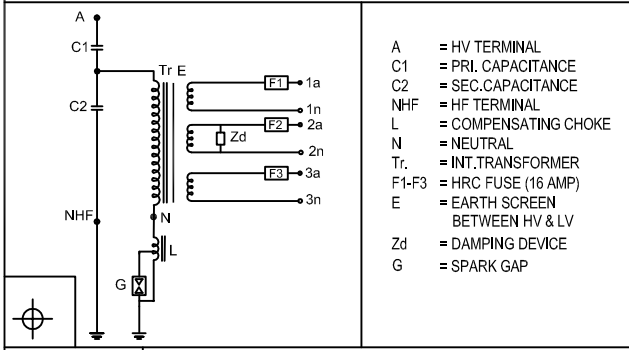 A
C1
Tr E
F1
1a
1n
C2
F2
2a
Zd
2n
F3
3a
3n
NHF
N
L
G
A = HV TERMINAL
C1 = PRI. CAPACITANCE
C2 = SEC.CAPACITANCE
NHF = HF TERMINAL
L = COMPENSATING CHOKE
N = NEUTRAL
Tr. = INT.TRANSFORMER
F1-F3 = HRC FUSE (16 AMP)
E = EARTH SCREEN
BETWEEN HV & LV
Zd = DAMPING DEVICE
G = SPARK GAP